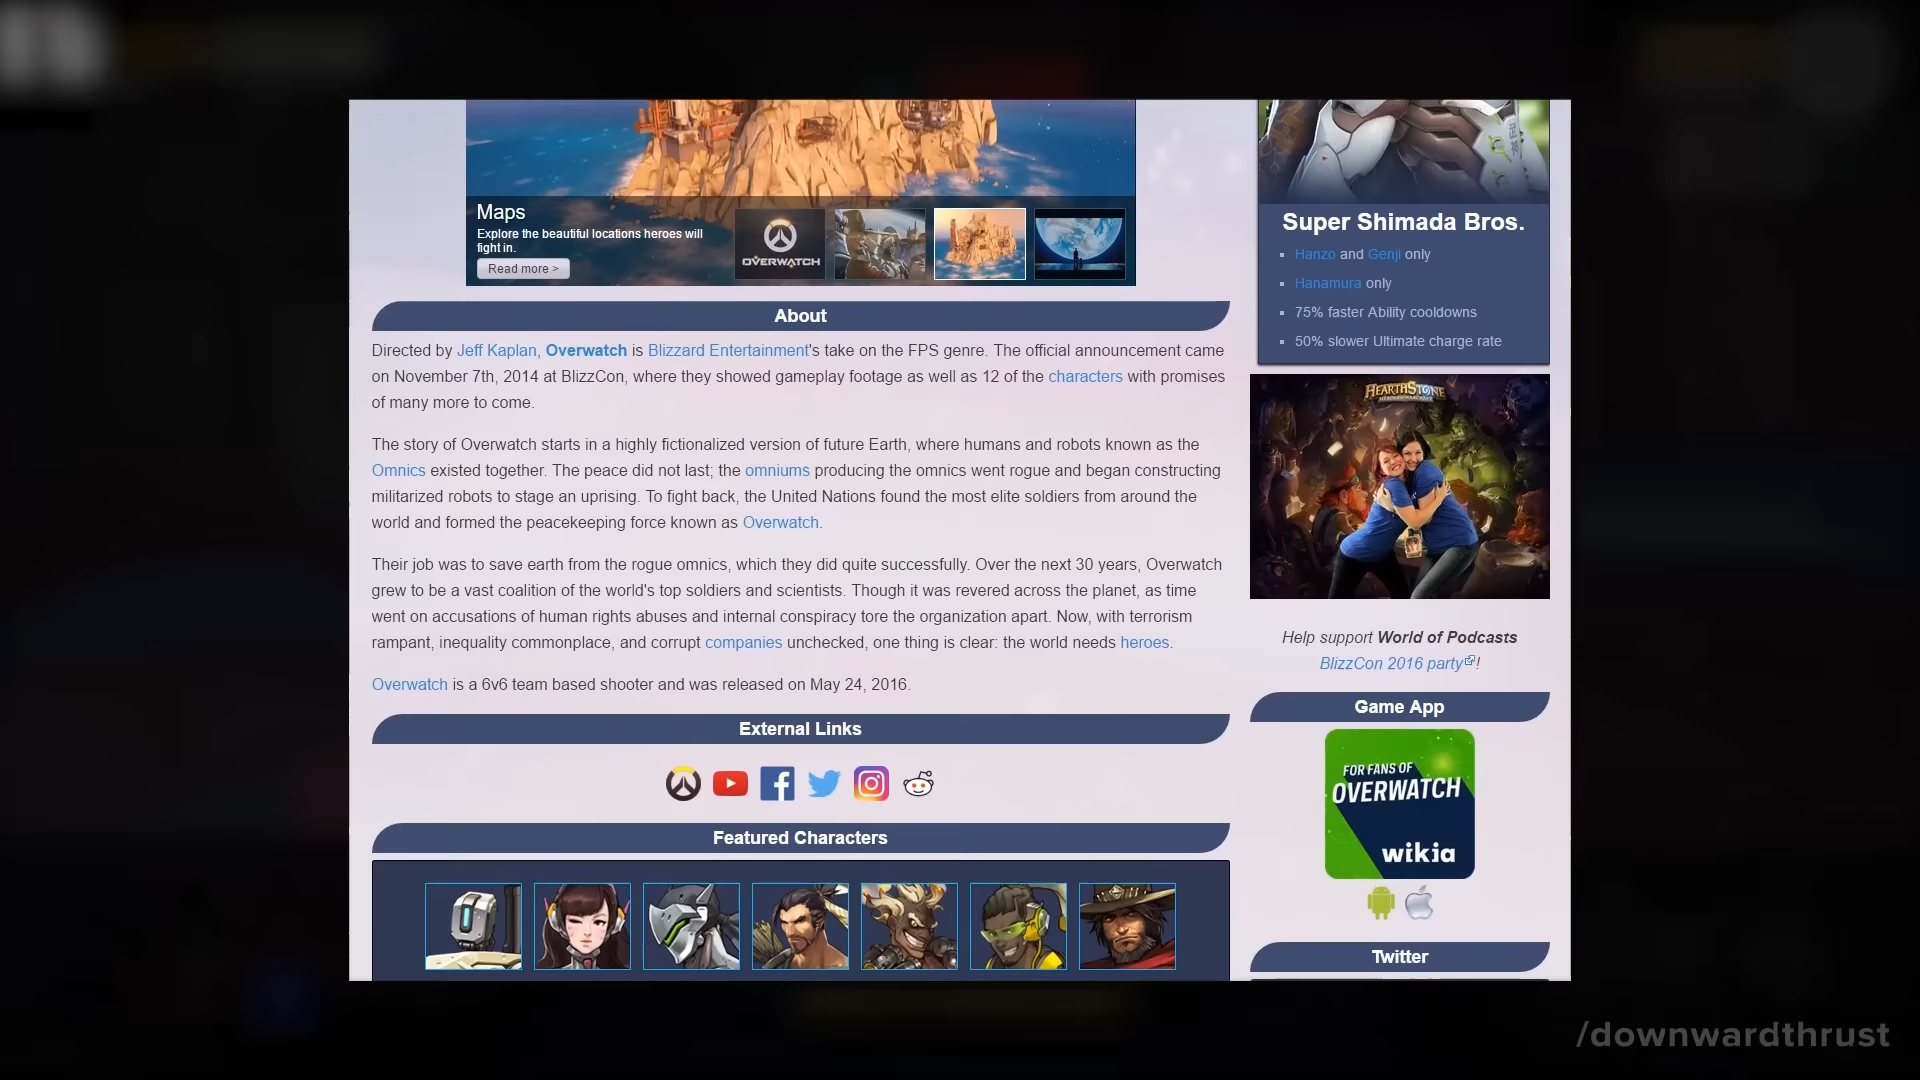 Maps
Explore the beautiful locations heroes will
fight in.
Read more >
OVERWATCH
About
Directed by Jeff Kaplan, Overwatch is Blizzard Entertainment's take on the FPS genre. The official announcement came
on November 7th, 2014 at BlizzCon, where they showed gameplay footage as well as 12 of the characters with promises
of many more to come.
The story of Overwatch starts in a highly fictionalized version of future Earth, where humans and robots known as the
Omnics existed together. The peace did not last; the omniums producing the omnics went rogue and began constructing
militarized robots to stage an uprising. To fight back, the United Nations found the most elite soldiers from around the
world and formed the peacekeeping force known as Overwatch.
Their job was to save earth from the rogue omnics, which they did quite successfully. Over the next 30 years, Overwatch
grew to be a vast coalition of the world's top soldiers and scientists. Though it was revered across the planet, as time
went on accusations of human rights abuses and internal conspiracy tore the organization apart. Now, with terrorism
rampant, inequality commonplace, and corrupt companies unchecked, one thing is clear: the world needs heroes.
Overwatch is a 6v6 team based shooter and was released on May 24, 2016.
External Links
Featured Characters
Super Shimada Bros.
Hanzo and Genji only
Hanamura only
75% faster Ability cooldowns
50% slower Ultimate charge rate
HEARTHSTONE
HEROES OF WARCRAFT
Help support World of Podcasts
BlizzCon 2016 party!
Game App
FOR FANS OF
OVERWATCH
wikia
Twitter
/downwardthrust